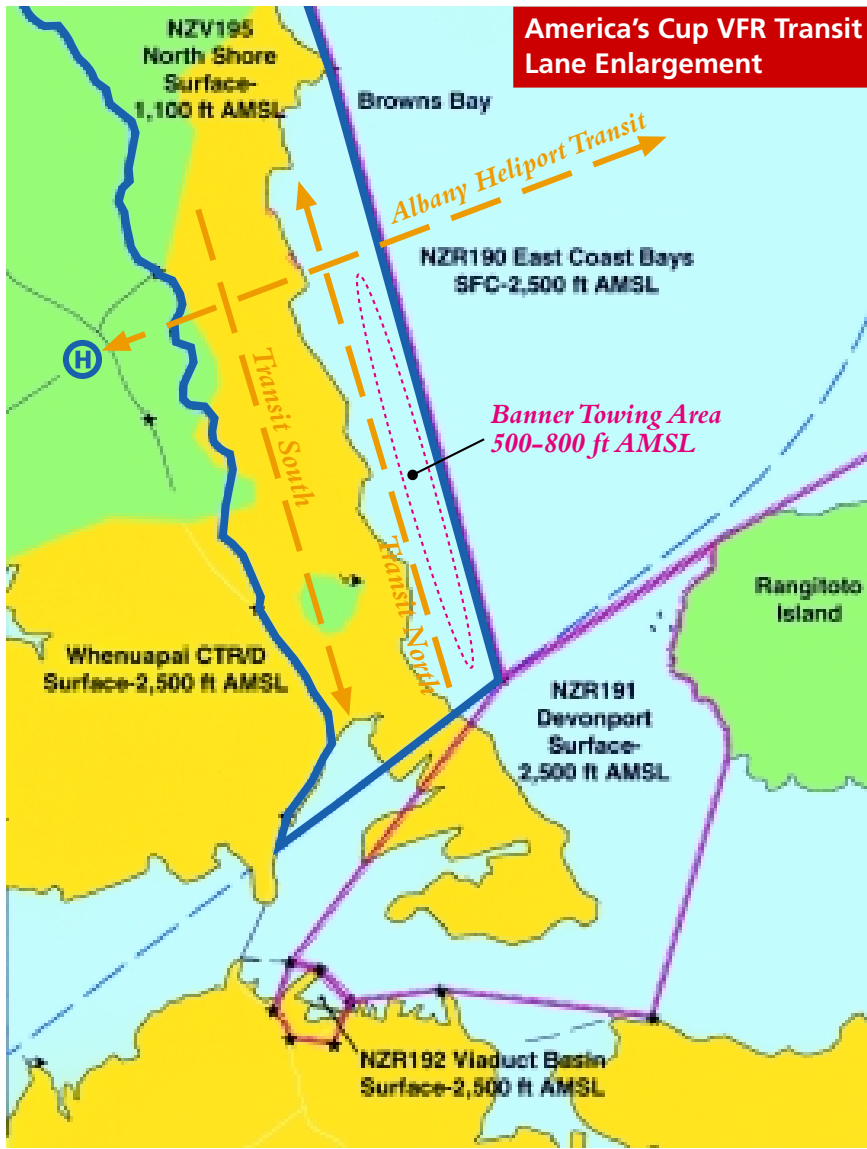 America's Cup VFR Transit
Lane Enlargement
NZV195
North Shore
Surface-
1,100 ft AMSL
Browns Bay
Albany Heliport Transit
NZR190 East Coast Bays
SFC-2,500 ft AMSL
H
Transit South
Banner Towing Area
500–800 ft AMSL
Transit North
Rangitoto
Island
Whenuapai CTR/D
Surface-2,500 ft AMSL
NZR191
Devonport
Surface-
2,500 ft AMSL
NZR192 Viaduct Basin
Surface-2,500 ft AMSL